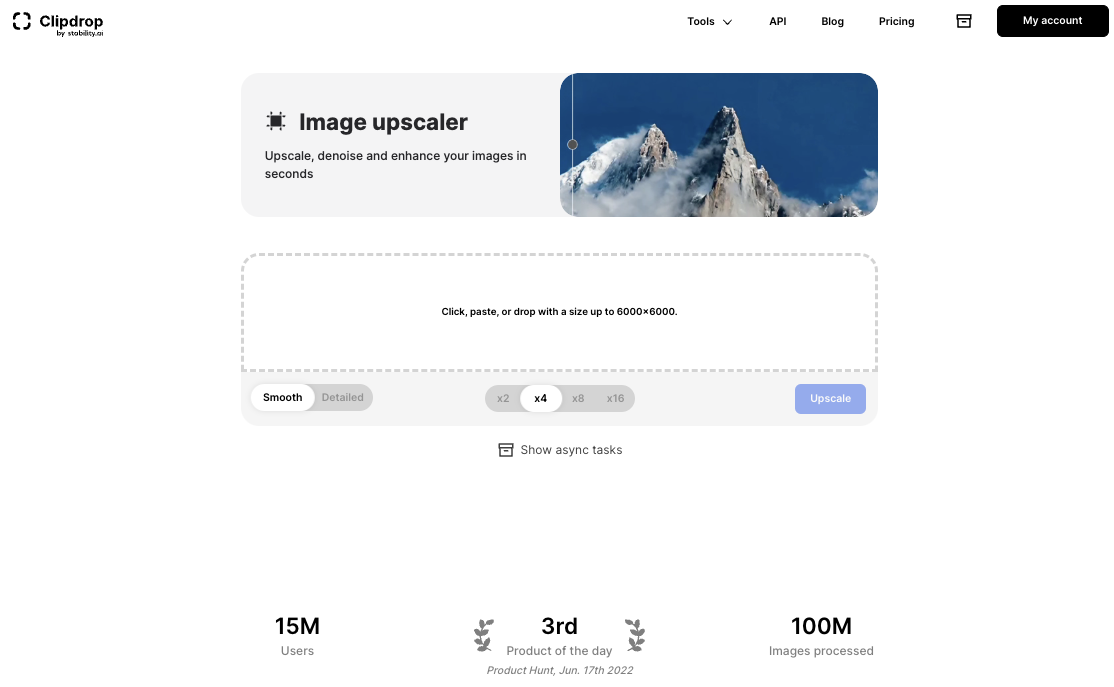 Clipdrop
by stability.ai
Tools
API
Blog
Pricing
My account
Image upscaler
Upscale, denoise and enhance your images in
seconds
Click, paste, or drop with a size up to 6000×6000.
Smooth
Detailed
x2
x4
x8
x16
Upscale
Show async tasks
15M
Users
3rd
Product of the day
Product Hunt, Jun. 17th 2022
100M
Images processed